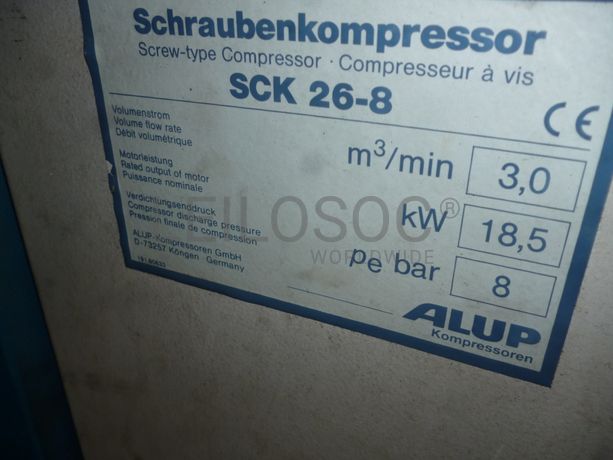 Schraubenkompressor
Screw-type Compressor · Compresseur à vis
SCK 26-8
CE
Volumenstrom
Volume flow rate
Débit volumétrique
m³/min 3,0
Motorleistung
Rated output of motor
Puissance nominale
kW 18,5
Verdichtungsenddruck
Compressor discharge pressure
Pression finale de compression
pe bar 8
ALUP-Kompressoren GmbH
D-73257 Köngen Germany
ALUP
Kompressoren
EILOSOC®
WORLDWIDE